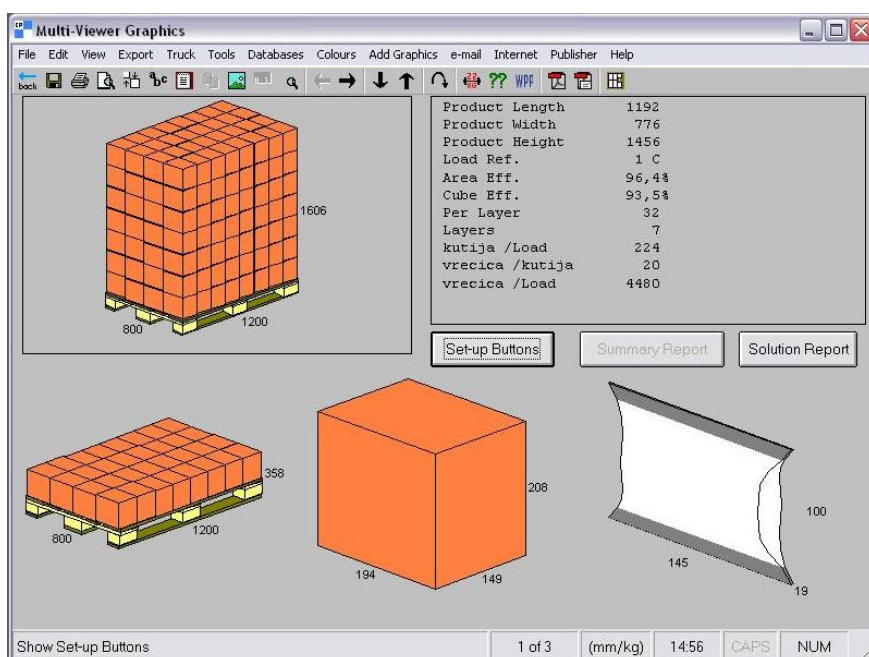 Multi-Viewer Graphics
File Edit View Export Truck Tools Databases Colours Add Graphics e-mail Internet Publisher Help
back abc ?? WPF
Product Length 1192
Product Width 776
Product Height 1456
Load Ref. 1 C
Area Eff. 96,4%
Cube Eff. 93,5%
Per Layer 32
Layers 7
kutija /Load 224
vrecica /kutija 20
vrecica /Load 4480
1606
800
1200
Set-up Buttons Summary Report Solution Report
358
800
1200
208
194
149
100
145
19
Show Set-up Buttons 1 of 3 (mm/kg) 14:56 CAPS NUM